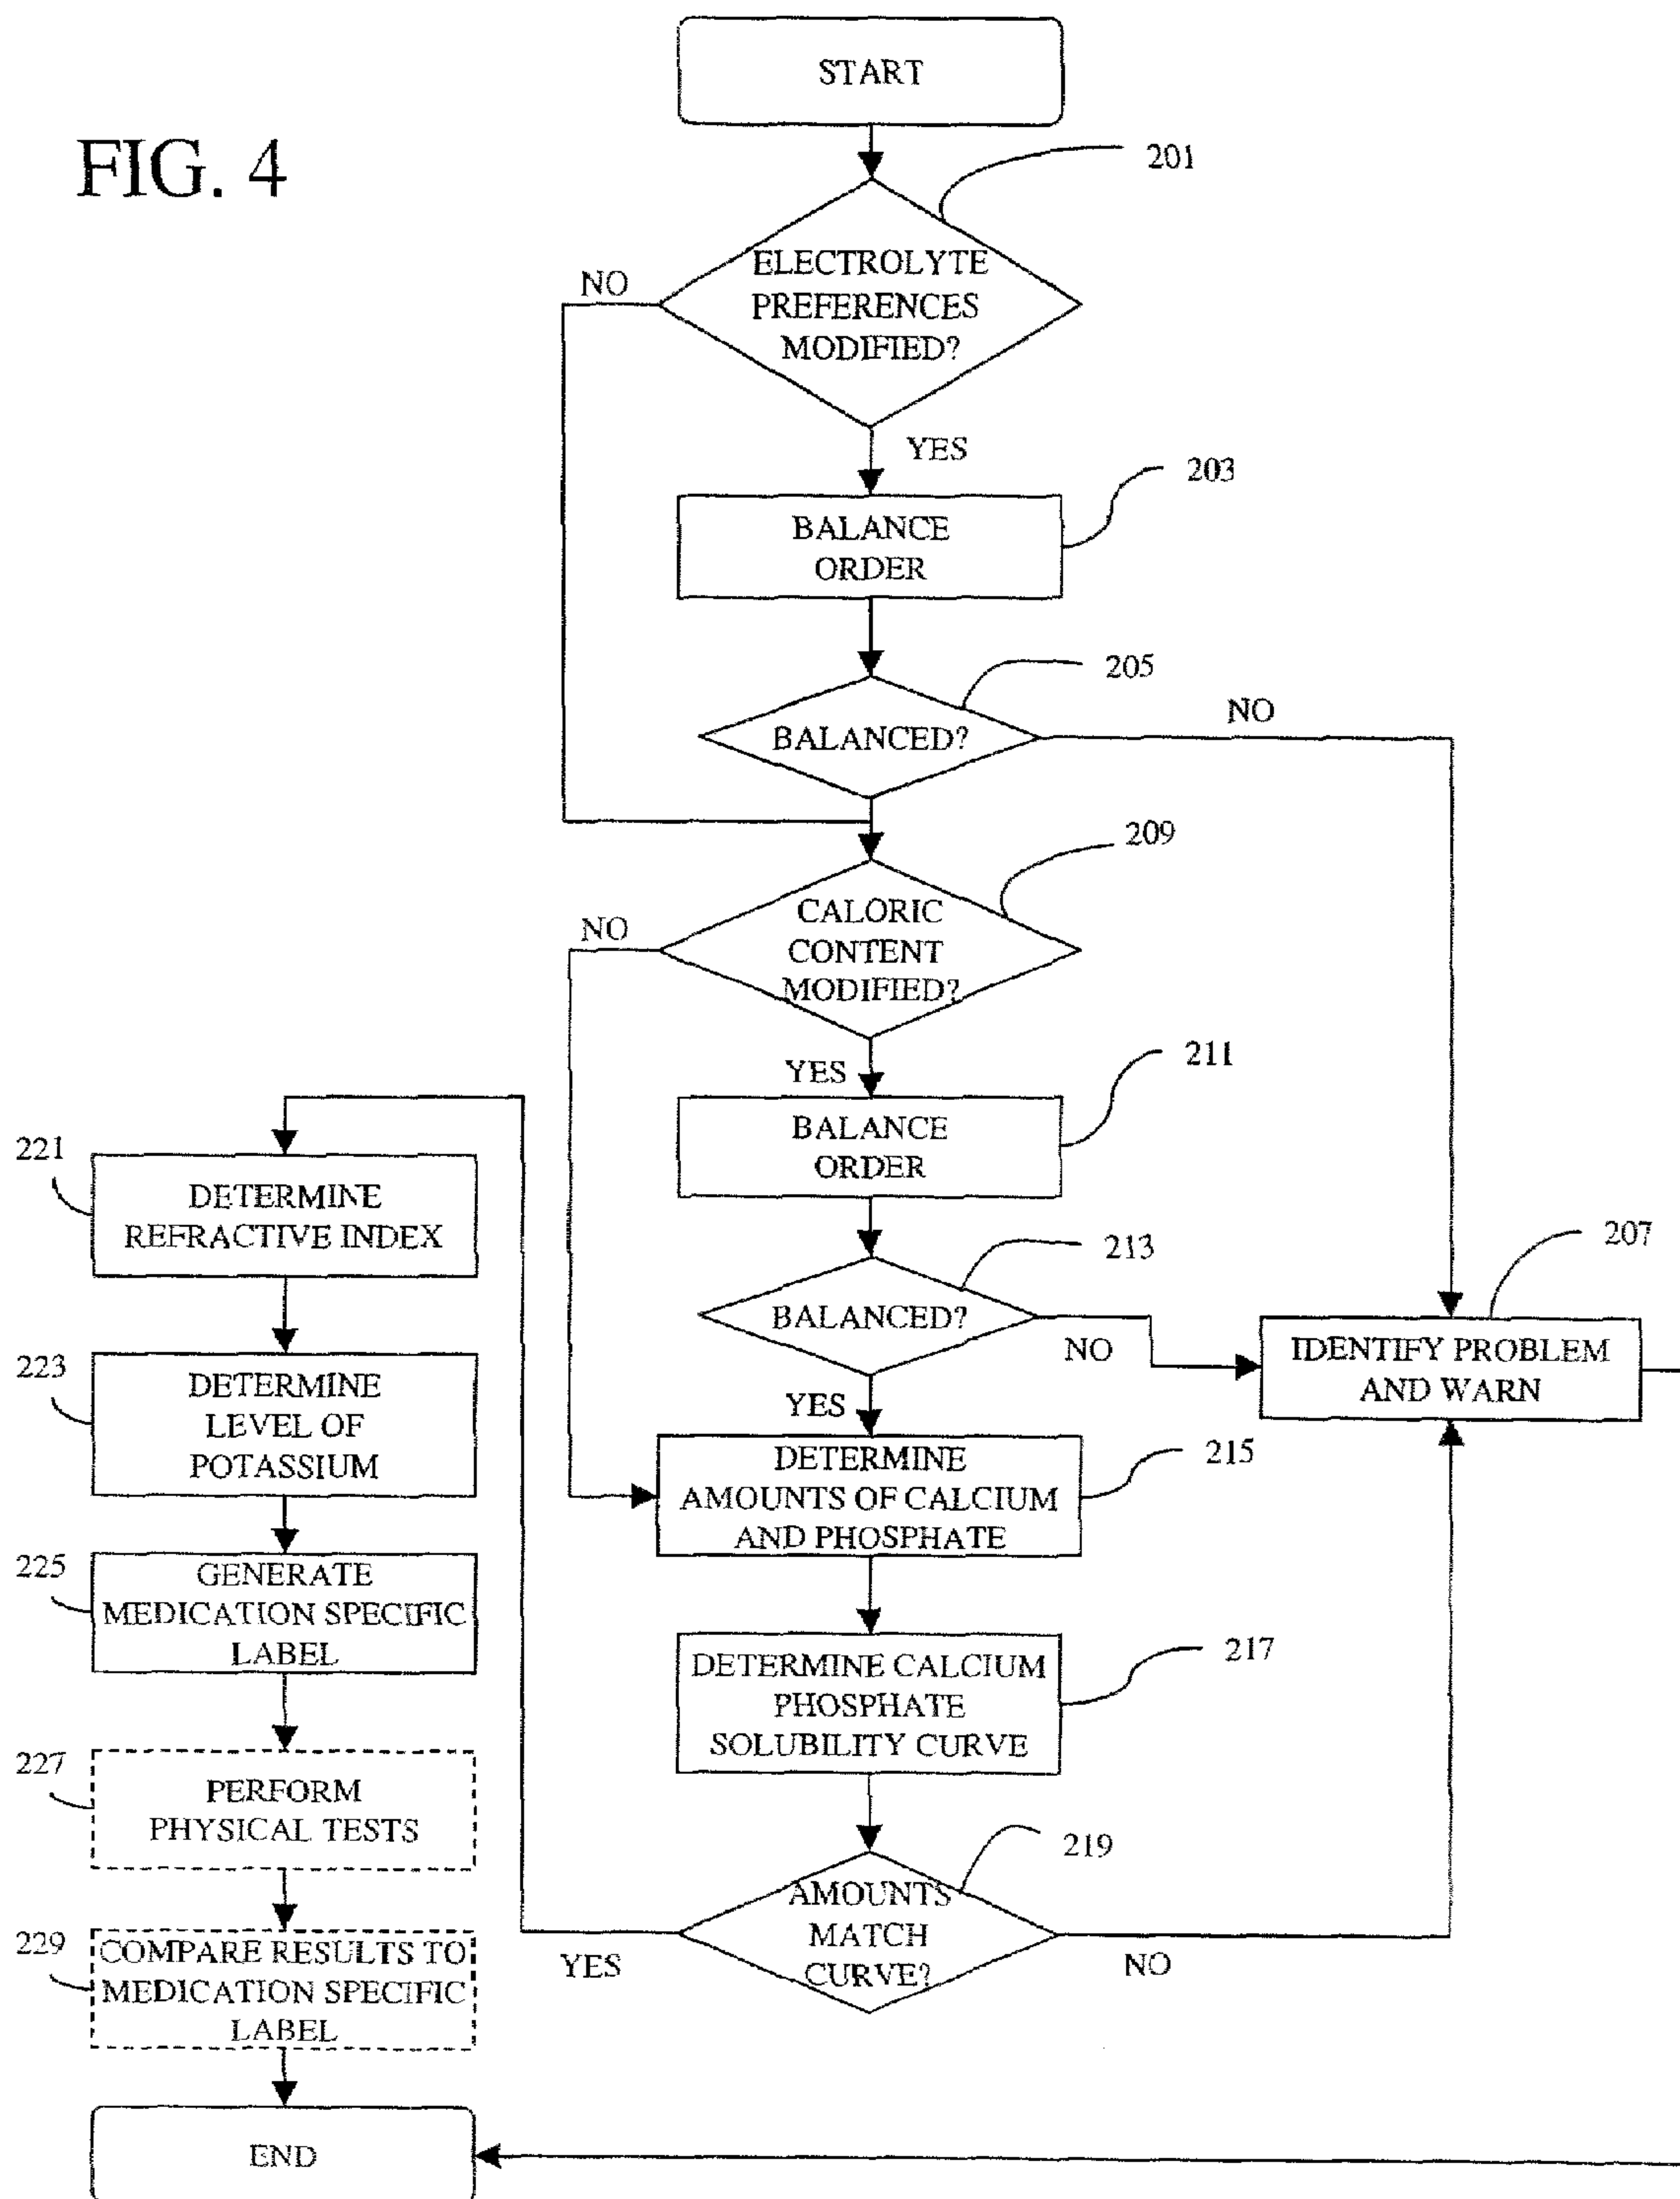 FIG. 4
START
201
ELECTROLYTE
PREFERENCES
MODIFIED?
NO
YES
203
BALANCE
ORDER
205
BALANCED?
NO
209
CALORIC
CONTENT
MODIFIED?
NO
YES
211
BALANCE
ORDER
213
BALANCED?
NO
YES
207
IDENTIFY PROBLEM
AND WARN
215
DETERMINE
AMOUNTS OF CALCIUM
AND PHOSPHATE
217
DETERMINE CALCIUM
PHOSPHATE
SOLUBILITY CURVE
219
AMOUNTS
MATCH
CURVE?
YES
NO
221
DETERMINE
REFRACTIVE INDEX
223
DETERMINE
LEVEL OF
POTASSIUM
225
GENERATE
MEDICATION SPECIFIC
LABEL
227
PERFORM
PHYSICAL TESTS
229
COMPARE RESULTS TO
MEDICATION SPECIFIC
LABEL
END